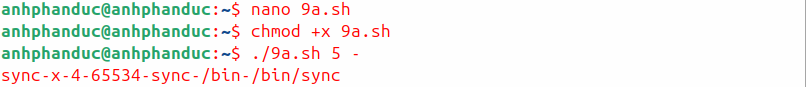 anhphanduc@anhphanduc:~$ nano 9a.sh
anhphanduc@anhphanduc:~$ chmod +x 9a.sh
anhphanduc@anhphanduc:~$ ./9a.sh 5 -
sync-x-4-65534-sync-/bin-/bin/sync